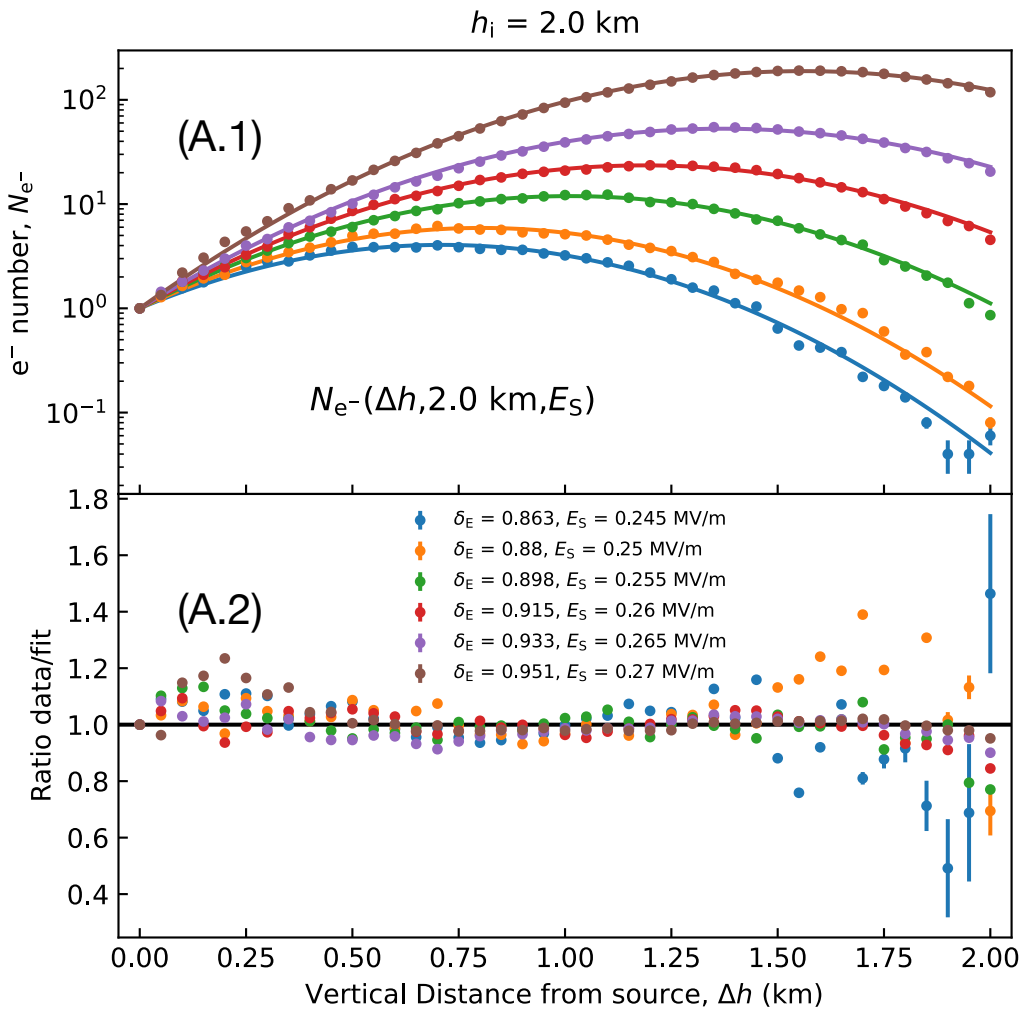 hᵢ = 2.0 km
10²
10¹
10⁰
10⁻¹
e⁻ number, Nₑ-
(A.1)
Nₑ-(Δh,2.0 km,E_S)
1.8
1.6
1.4
1.2
1.0
0.8
0.6
0.4
Ratio data/fit
(A.2)
δ_E = 0.863, E_S = 0.245 MV/m
δ_E = 0.88, E_S = 0.25 MV/m
δ_E = 0.898, E_S = 0.255 MV/m
δ_E = 0.915, E_S = 0.26 MV/m
δ_E = 0.933, E_S = 0.265 MV/m
δ_E = 0.951, E_S = 0.27 MV/m
0.00 0.25 0.50 0.75 1.00 1.25 1.50 1.75 2.00
Vertical Distance from source, Δh (km)